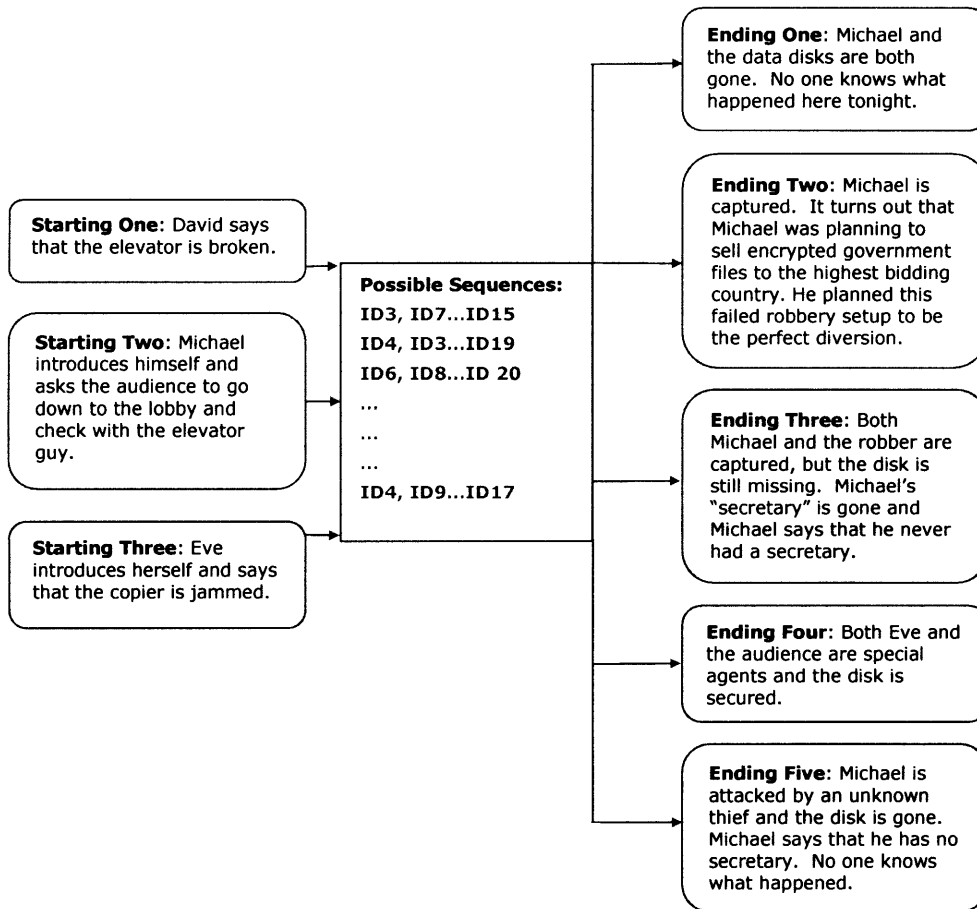 Starting One: David says
that the elevator is broken.
Starting Two: Michael
introduces himself and
asks the audience to go
down to the lobby and
check with the elevator
guy.
Starting Three: Eve
introduces herself and says
that the copier is jammed.
Possible Sequences:
ID3, ID7...ID15
ID4, ID3...ID19
ID6, ID8...ID 20
...
...
...
ID4, ID9...ID17
Ending One: Michael and
the data disks are both
gone. No one knows what
happened here tonight.
Ending Two: Michael is
captured. It turns out that
Michael was planning to
sell encrypted government
files to the highest bidding
country. He planned this
failed robbery setup to be
the perfect diversion.
Ending Three: Both
Michael and the robber are
captured, but the disk is
still missing. Michael's
"secretary" is gone and
Michael says that he never
had a secretary.
Ending Four: Both Eve and
the audience are special
agents and the disk is
secured.
Ending Five: Michael is
attacked by an unknown
thief and the disk is gone.
Michael says that he has no
secretary. No one knows
what happened.